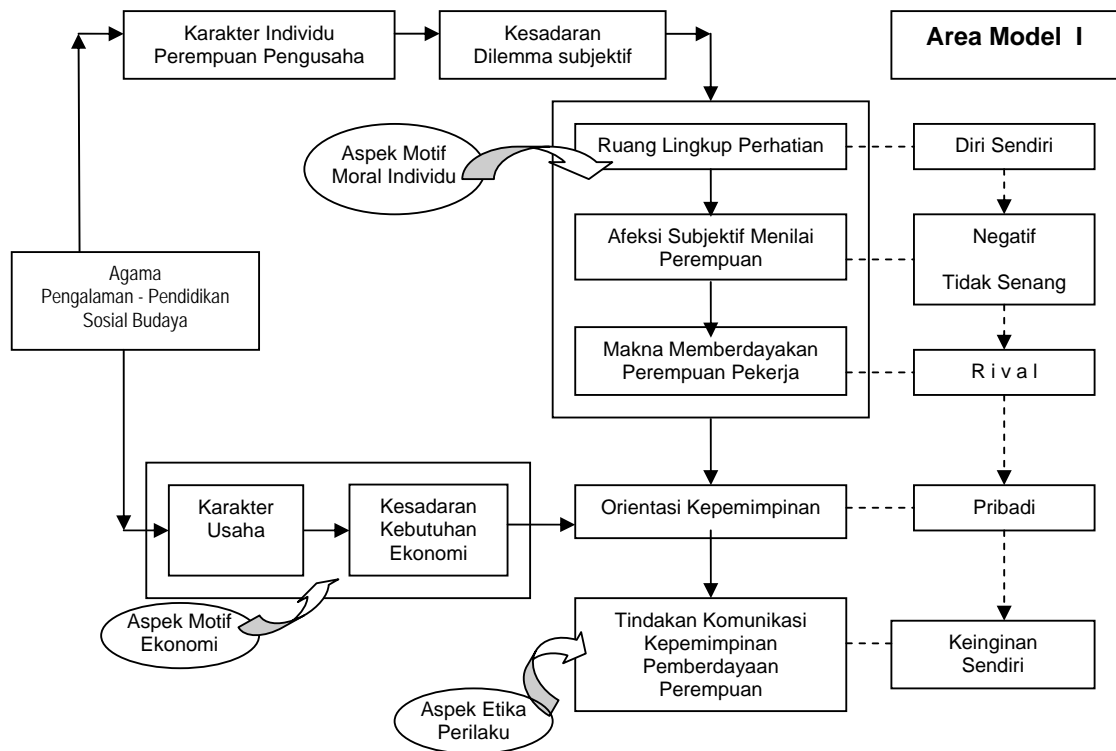 Karakter Individu
Perempuan Pengusaha
Kesadaran
Dilemma subjektif
Area Model I
Aspek Motif
Moral Individu
Ruang Lingkup Perhatian
Diri Sendiri
Afeksi Subjektif Menilai
Perempuan
Negatif
Tidak Senang
Agama
Pengalaman - Pendidikan
Sosial Budaya
Makna Memberdayakan
Perempuan Pekerja
R i v a l
Karakter
Usaha
Kesadaran
Kebutuhan
Ekonomi
Orientasi Kepemimpinan
Pribadi
Aspek Motif
Ekonomi
Tindakan Komunikasi
Kepemimpinan
Pemberdayaan
Perempuan
Keinginan
Sendiri
Aspek Etika
Perilaku